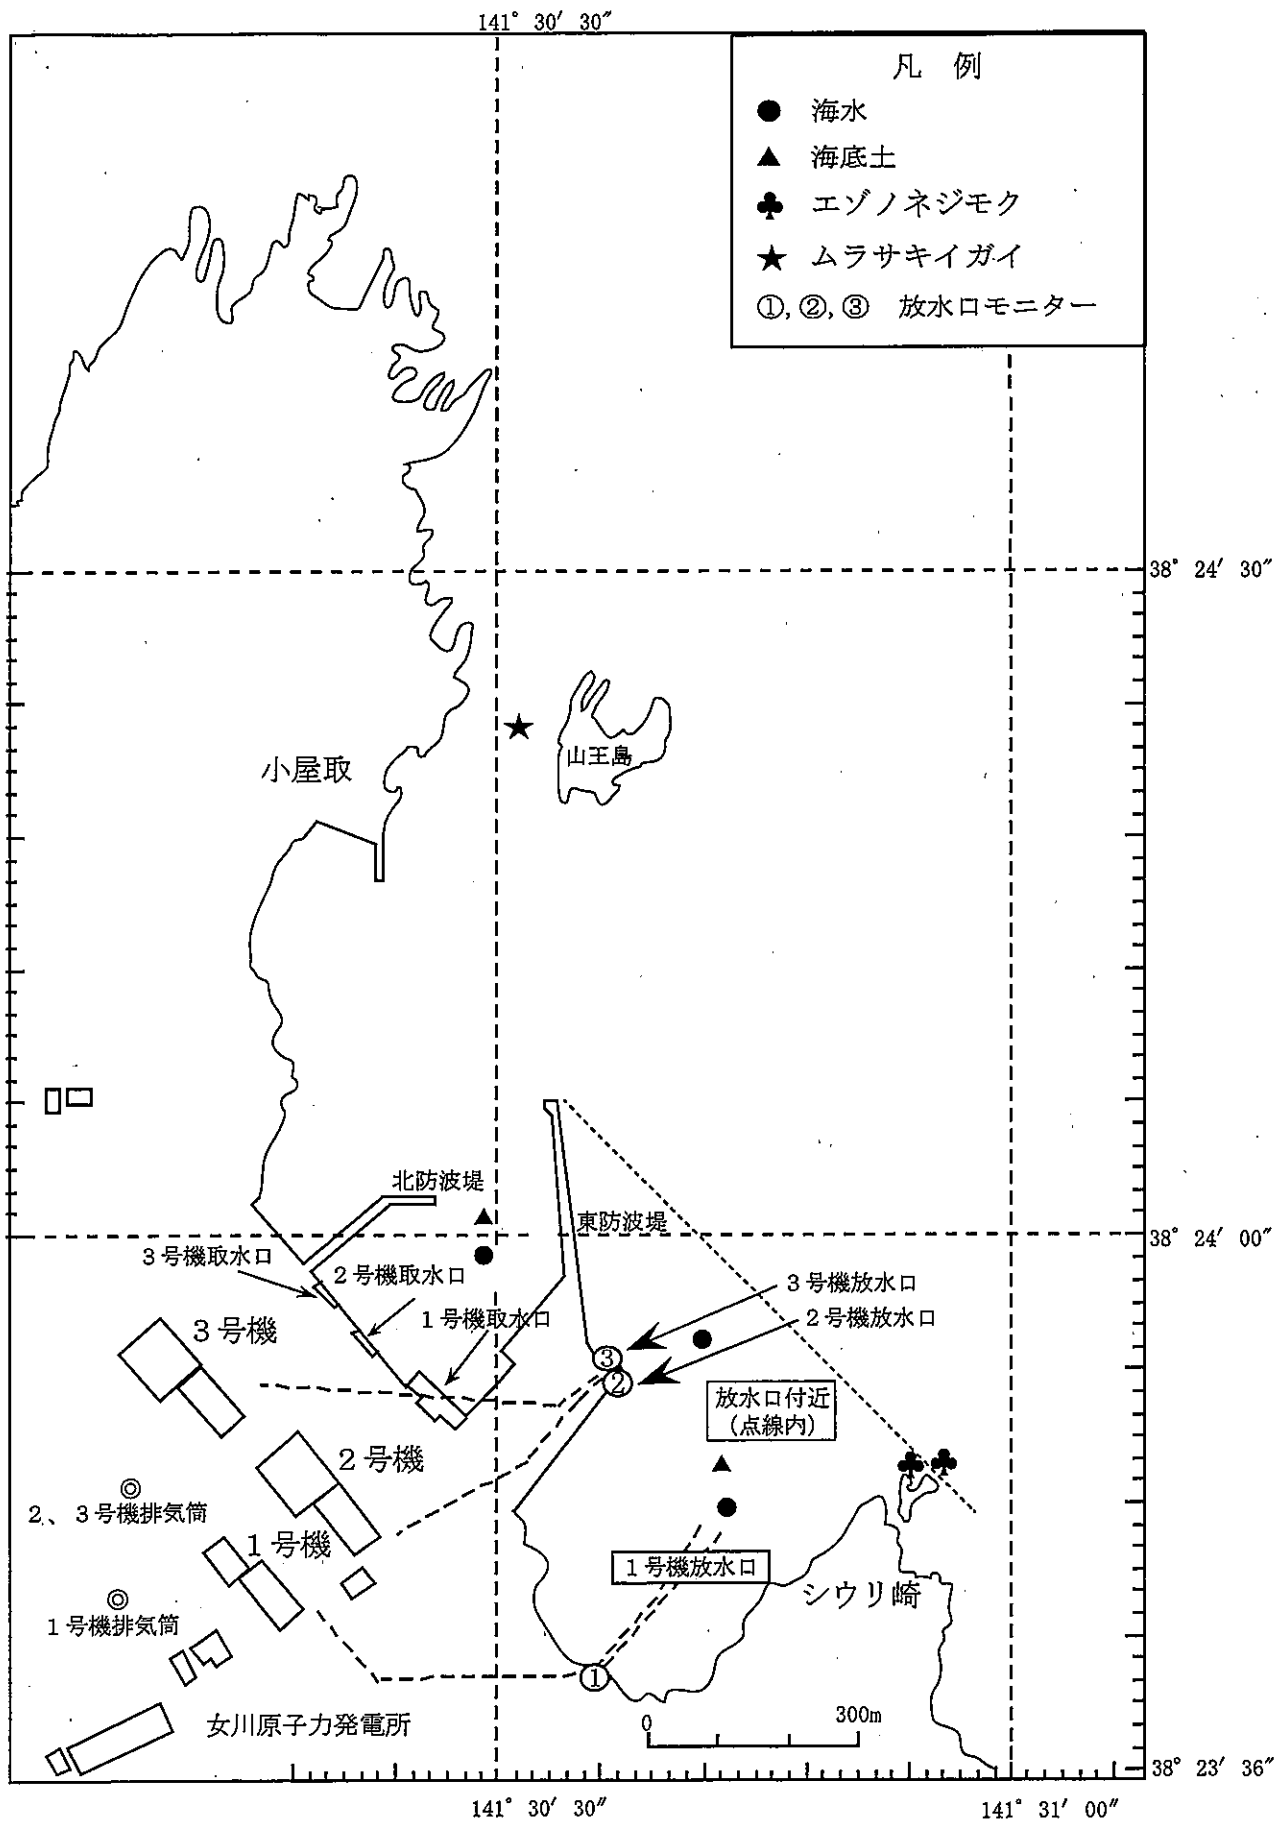 141° 30′ 30″
凡 例
海水
海底土
エゾノネジモク
ムラサキイガイ
①, ②, ③ 放水口モニター
38° 24′ 30″
山王島
小屋取
北防波堤
東防波堤
38° 24′ 00″
3号機取水口
2号機取水口
1号機取水口
3号機放水口
2号機放水口
3号機
③
②
放水口付近
(点線内)
2号機
2、3号機排気筒
1号機
1号機放水口
シウリ崎
1号機排気筒
①
女川原子力発電所
0
300m
38° 23′ 36″
141° 30′ 30″
141° 31′ 00″